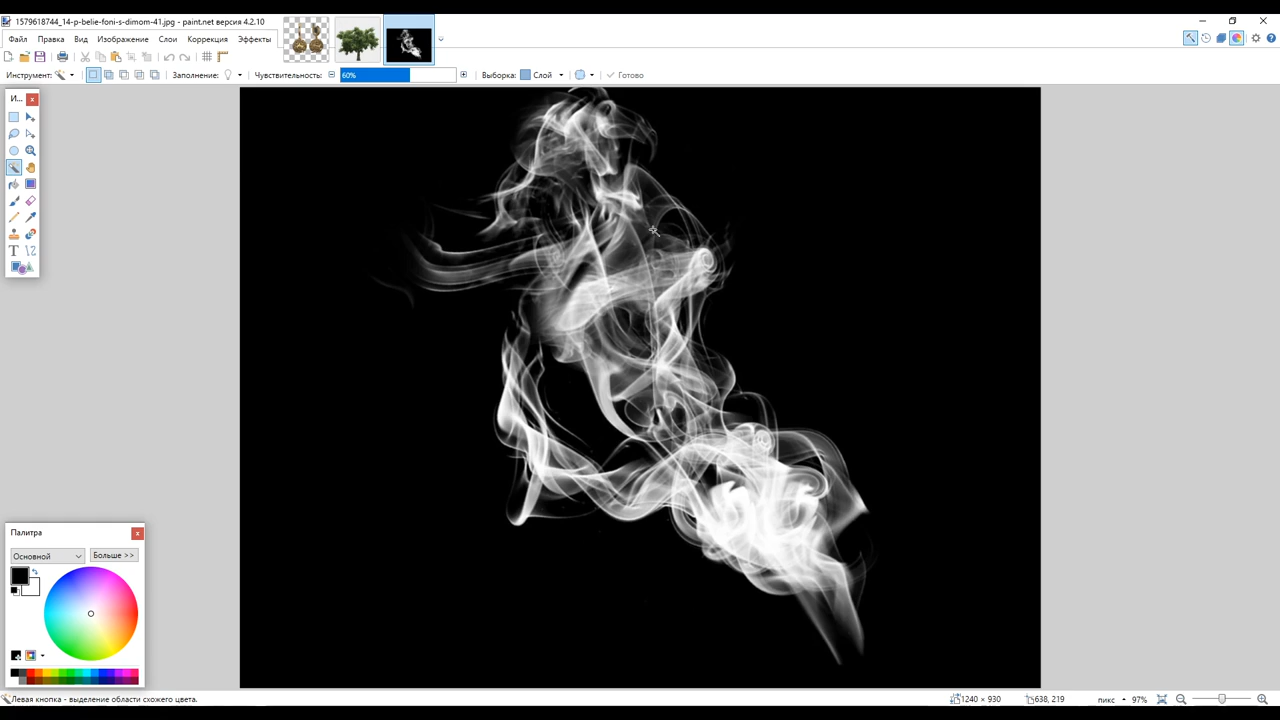 1579618744_14-p-belie-foni-s-dimom-41.jpg - paint.net версия 4.2.10
Файл Правка Вид Изображение Слои Коррекция Эффекты
Инструмент: Заполнение: Чувствительность: 60% Выборка: Слой Готово
И...
T
Палитра
Основной Больше >>
Левая кнопка - выделение области схожего цвета. 1240 × 930 638, 219 пикс 97%